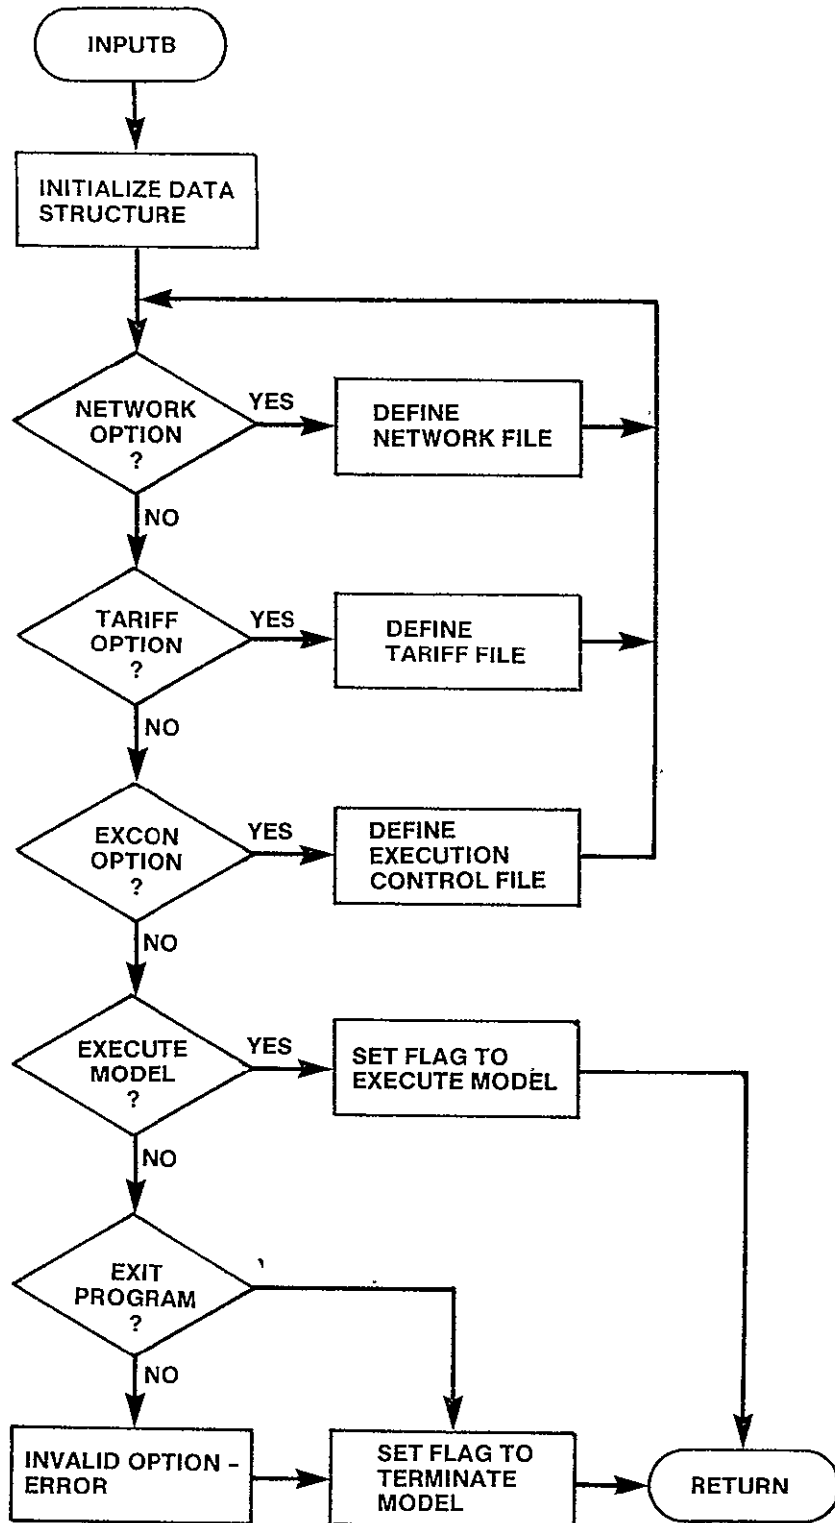 INPUTB
INITIALIZE DATA
STRUCTURE
NETWORK
OPTION
?
YES
DEFINE
NETWORK FILE
NO
TARIFF
OPTION
?
YES
DEFINE
TARIFF FILE
NO
EXCON
OPTION
?
YES
DEFINE
EXECUTION
CONTROL FILE
NO
EXECUTE
MODEL
?
YES
SET FLAG TO
EXECUTE MODEL
NO
EXIT
PROGRAM
?
NO
INVALID OPTION –
ERROR
SET FLAG TO
TERMINATE
MODEL
RETURN